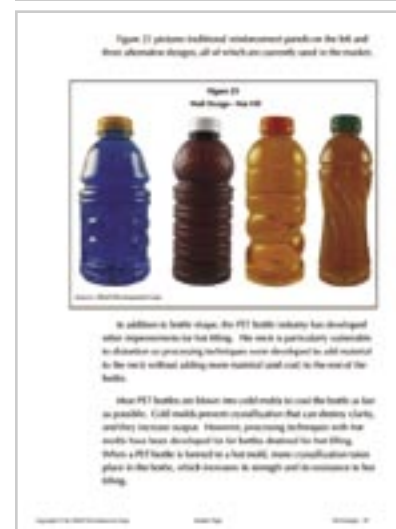 Figure 21 pictures traditional reinforcement panels on the left and
three alternative designs, all of which are currently used in the market.
Figure 21
Wall Design - Hot Fill
In addition to bottle shape, the PET bottle industry has developed
other improvements for hot filling. The neck is particularly vulnerable
to distortion so processing techniques were developed to add material
to the neck without adding more material (and cost) to the rest of the
bottle.
Most PET bottles are blown into cold molds to cool the bottle as fast
as possible. Cold molds prevent crystallization that can destroy clarity,
and they increase output. However, processing techniques with hot
molds have been developed for bottles destined for hot filling.
When a PET bottle is formed in a hot mold, more crystallization takes
place in the bottle, which increases its strength and its resistance to hot
filling.